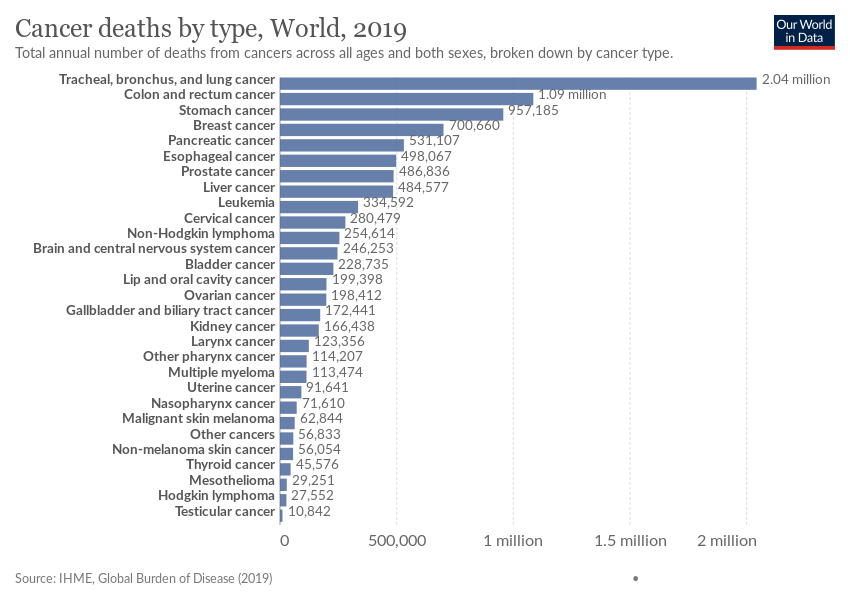 Cancer deaths by type, World, 2019
Our World
in Data
Total annual number of deaths from cancers across all ages and both sexes, broken down by cancer type.
Tracheal, bronchus, and lung cancer 2.04 million
Colon and rectum cancer 1.09 million
Stomach cancer 957,185
Breast cancer 700,660
Pancreatic cancer 531,107
Esophageal cancer 498,067
Prostate cancer 486,836
Liver cancer 484,577
Leukemia 334,592
Cervical cancer 280,479
Non-Hodgkin lymphoma 254,614
Brain and central nervous system cancer 246,253
Bladder cancer 228,735
Lip and oral cavity cancer 199,398
Ovarian cancer 198,412
Gallbladder and biliary tract cancer 172,441
Kidney cancer 166,438
Larynx cancer 123,356
Other pharynx cancer 114,207
Multiple myeloma 113,474
Uterine cancer 91,641
Nasopharynx cancer 71,610
Malignant skin melanoma 62,844
Other cancers 56,833
Non-melanoma skin cancer 56,054
Thyroid cancer 45,576
Mesothelioma 29,251
Hodgkin lymphoma 27,552
Testicular cancer 10,842
0 500,000 1 million 1.5 million 2 million
Source: IHME, Global Burden of Disease (2019) •